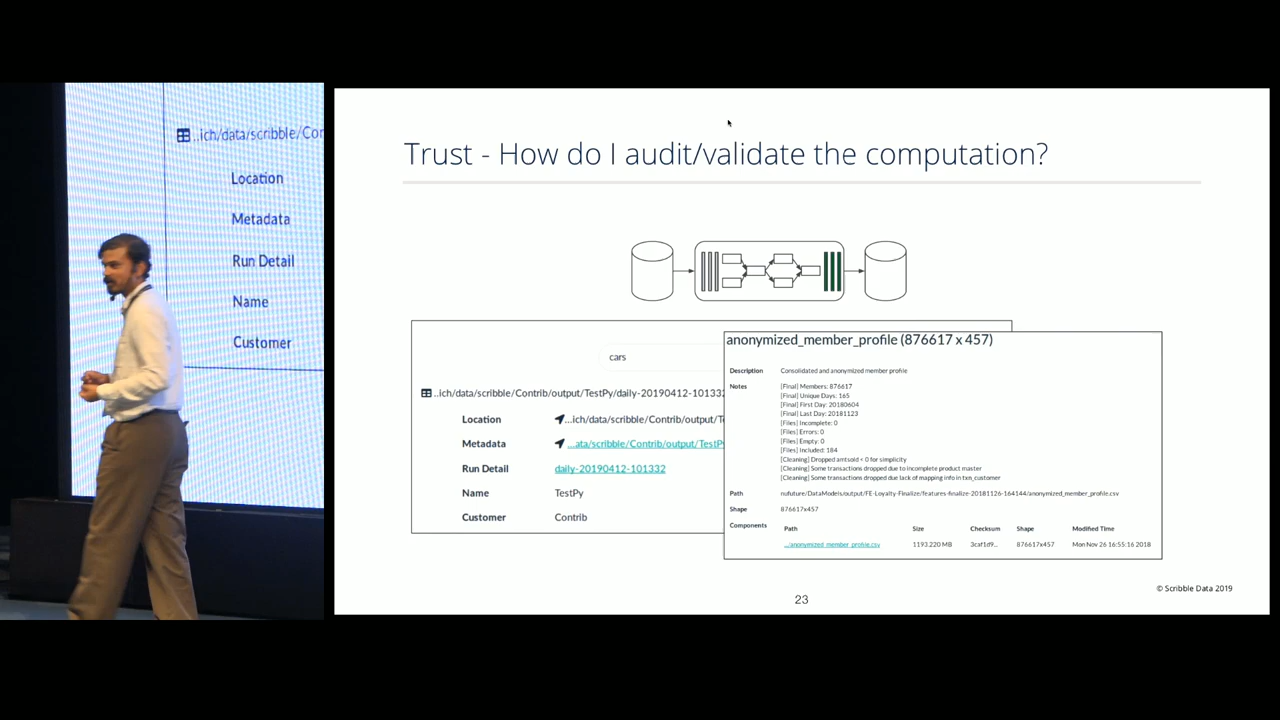 ..ich/data/scribble/Cor
Location
Metadata
Run Detail
Name
Customer
Trust - How do I audit/validate the computation?
cars
..ich/data/scribble/Contrib/output/TestPy/daily-20190412-101332
Location ...ich/data/scribble/Contrib/output/Te
Metadata ...ata/scribble/Contrib/output/TestPy
Run Detail daily-20190412-101332
Name TestPy
Customer Contrib
anonymized_member_profile (876617 x 457)
Description Consolidated and anonymized member profile
Notes [Final] Members: 876617
[Final] Unique Days: 165
[Final] First Day: 20180604
[Final] Last Day: 20181123
[Files] Incomplete: 0
[Files] Errors: 0
[Files] Empty: 0
[Files] Included: 184
[Cleaning] Dropped amtsold < 0 for simplicity
[Cleaning] Some transactions dropped due to incomplete product master
[Cleaning] Some transactions dropped due lack of mapping info in txn_customer
Path nufuture/DataModels/output/FE-Loyalty-Finalize/features-finalize-20181126-164144/anonymized_member_profile.csv
Shape 876617x457
Components Path Size Checksum Shape Modified Time
...anonymized_member_profile.csv 1193.220 MB 3caf1d9... 876617x457 Mon Nov 26 16:55:16 2018
© Scribble Data 2019
23